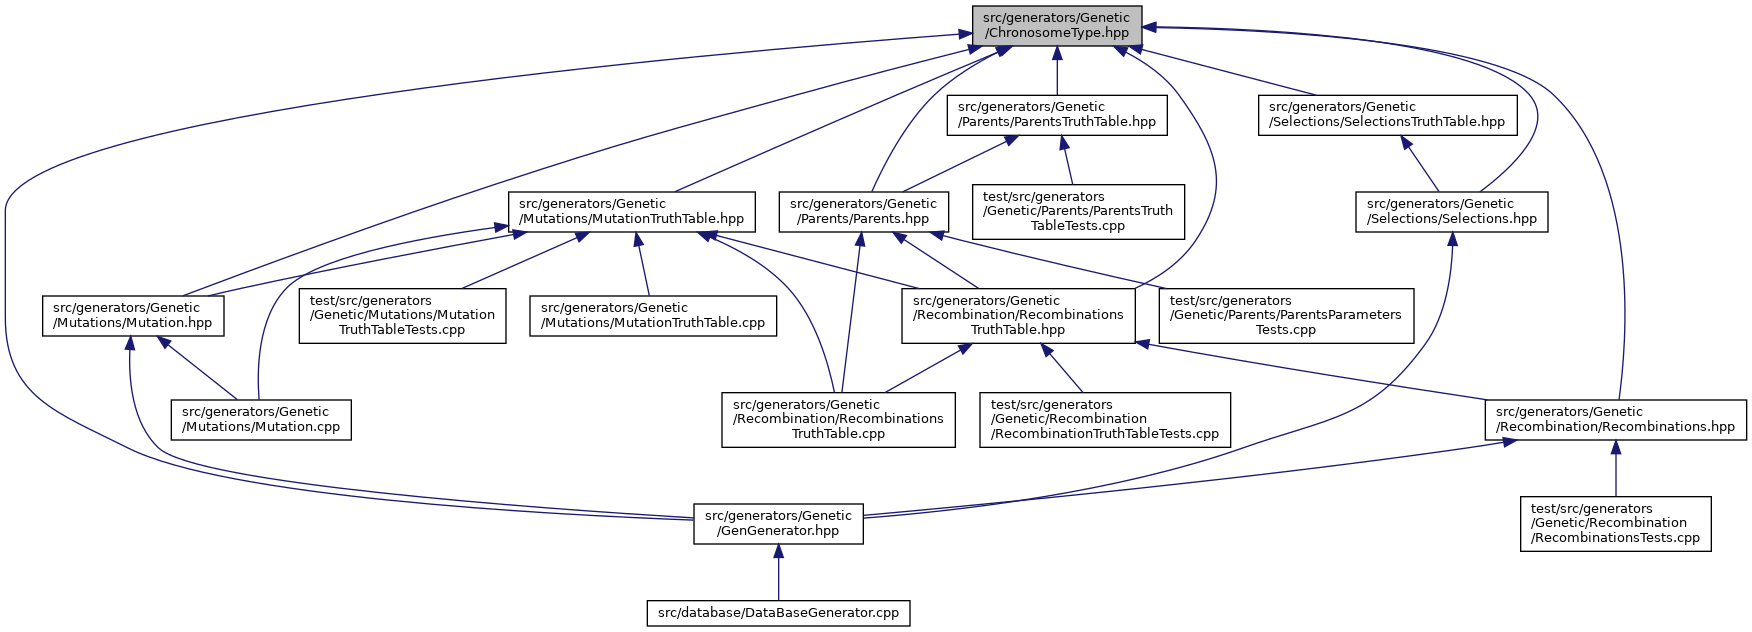 src/generators/Genetic
/ChronosomeType.hpp
src/generators/Genetic
/Parents/ParentsTruthTable.hpp
src/generators/Genetic
/Selections/SelectionsTruthTable.hpp
src/generators/Genetic
/Mutations/MutationTruthTable.hpp
src/generators/Genetic
/Parents/Parents.hpp
test/src/generators
/Genetic/Parents/ParentsTruth
TableTests.cpp
src/generators/Genetic
/Selections/Selections.hpp
src/generators/Genetic
/Mutations/Mutation.hpp
test/src/generators
/Genetic/Mutations/Mutation
TruthTableTests.cpp
src/generators/Genetic
/Mutations/MutationTruthTable.cpp
src/generators/Genetic
/Recombination/Recombinations
TruthTable.hpp
test/src/generators
/Genetic/Parents/ParentsParameters
Tests.cpp
src/generators/Genetic
/Mutations/Mutation.cpp
src/generators/Genetic
/Recombination/Recombinations
TruthTable.cpp
test/src/generators
/Genetic/Recombination
/RecombinationTruthTableTests.cpp
src/generators/Genetic
/Recombination/Recombinations.hpp
src/generators/Genetic
/GenGenerator.hpp
test/src/generators
/Genetic/Recombination
/RecombinationsTests.cpp
src/database/DataBaseGenerator.cpp